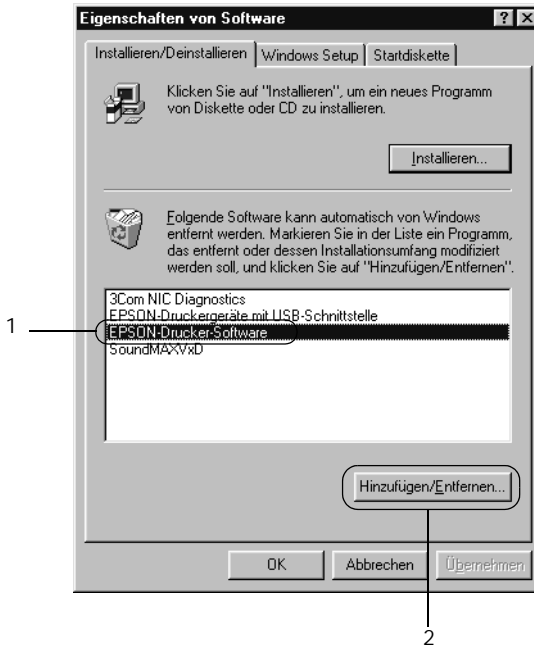 Eigenschaften von Software
Installieren/Deinstallieren
Windows Setup
Startdiskette
Klicken Sie auf "Installieren", um ein neues Programm
von Diskette oder CD zu installieren.
Installieren...
Folgende Software kann automatisch von Windows
entfernt werden. Markieren Sie in der Liste ein Programm,
das entfernt oder dessen Installationsumfang modifiziert
werden soll, und klicken Sie auf "Hinzufügen/Entfernen".
3Com NIC Diagnostics
EPSON-Druckergeräte mit USB-Schnittstelle
1
EPSON-Drucker-Software
SoundMAXVxD
Hinzufügen/Entfernen...
OK
Abbrechen
Übernehmen
2